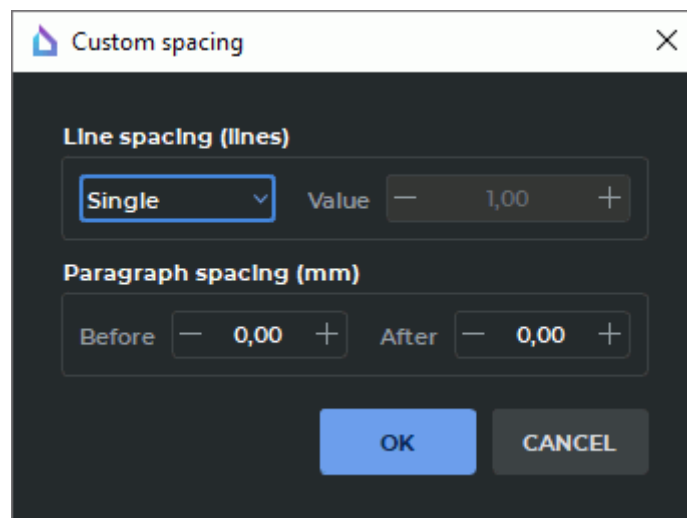 Custom spacing
Line spacing (lines)
Single Value 1,00
Paragraph spacing (mm)
Before 0,00 After 0,00
OK CANCEL